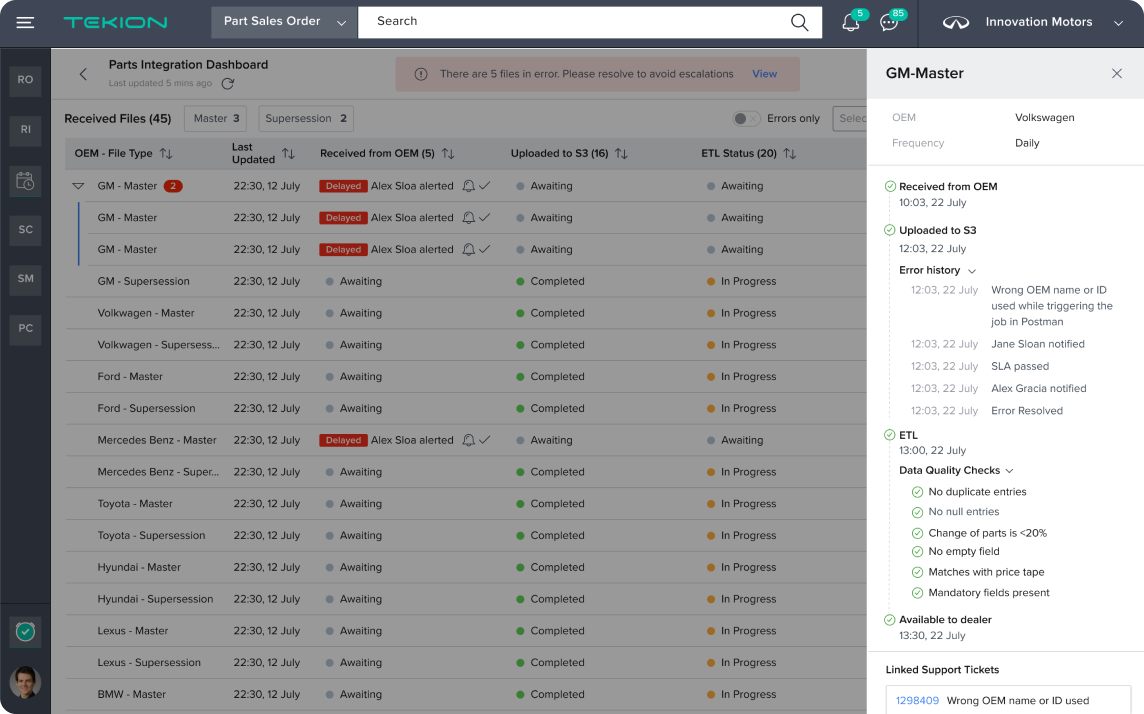 TEKION
Part Sales Order
Search
5
85
Innovation Motors
RO
RI
SC
SM
PC
Parts Integration Dashboard
Last updated 5 mins ago
There are 5 files in error. Please resolve to avoid escalations View
Received Files (45)
Master 3
Supersession 2
Errors only
Selec
OEM - File Type
Last Updated
Received from OEM (5)
Uploaded to S3 (16)
ETL Status (20)
GM - Master 2 22:30, 12 July Delayed Alex Sloa alerted Awaiting Awaiting
GM - Master 22:30, 12 July Delayed Alex Sloa alerted Awaiting Awaiting
GM - Master 22:30, 12 July Delayed Alex Sloa alerted Awaiting Awaiting
GM - Supersession 22:30, 12 July Awaiting Completed In Progress
Volkwagen - Master 22:30, 12 July Awaiting Completed In Progress
Volkwagen - Supersess... 22:30, 12 July Awaiting Completed In Progress
Ford - Master 22:30, 12 July Awaiting Completed In Progress
Ford - Supersession 22:30, 12 July Awaiting Completed In Progress
Mercedes Benz - Master 22:30, 12 July Delayed Alex Sloa alerted Awaiting Awaiting
Mercedes Benz - Super... 22:30, 12 July Awaiting Completed In Progress
Toyota - Master 22:30, 12 July Awaiting Completed In Progress
Toyota - Supersession 22:30, 12 July Awaiting Completed In Progress
Hyundai - Master 22:30, 12 July Awaiting Completed In Progress
Hyundai - Supersession 22:30, 12 July Awaiting Completed In Progress
Lexus - Master 22:30, 12 July Awaiting Completed In Progress
Lexus - Supersession 22:30, 12 July Awaiting Completed In Progress
BMW - Master 22:30, 12 July Awaiting Completed In Progress
GM-Master
OEM Volkswagen
Frequency Daily
Received from OEM
10:03, 22 July
Uploaded to S3
12:03, 22 July
Error history
12:03, 22 July Wrong OEM name or ID
used while triggering the
job in Postman
12:03, 22 July Jane Sloan notified
12:03, 22 July SLA passed
12:03, 22 July Alex Gracia notified
12:03, 22 July Error Resolved
ETL
13:00, 22 July
Data Quality Checks
No duplicate entries
No null entries
Change of parts is <20%
No empty field
Matches with price tape
Mandatory fields present
Available to dealer
13:30, 22 July
Linked Support Tickets
1298409 Wrong OEM name or ID used